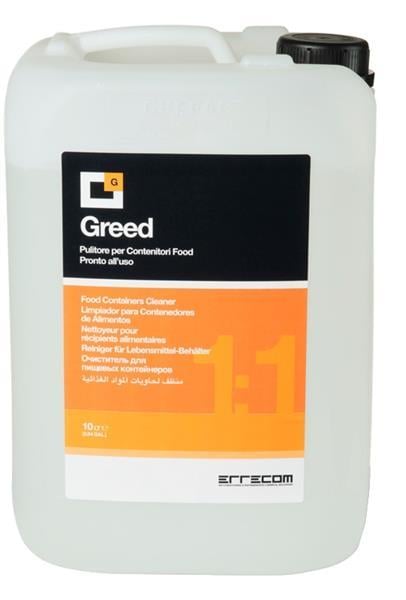 G
Greed
Pulitore per Contenitori Food
Pronto all'uso
Food Containers Cleaner
Limpiador para Contenedores
de Alimentos
Nettoyeur pour
récipients alimentaires
Reiniger für Lebensmittel-Behälter
Очиститель для
пищевых контейнеров
منظف لحاويات المواد الغذائية
1:1
10 L
ERRECOM